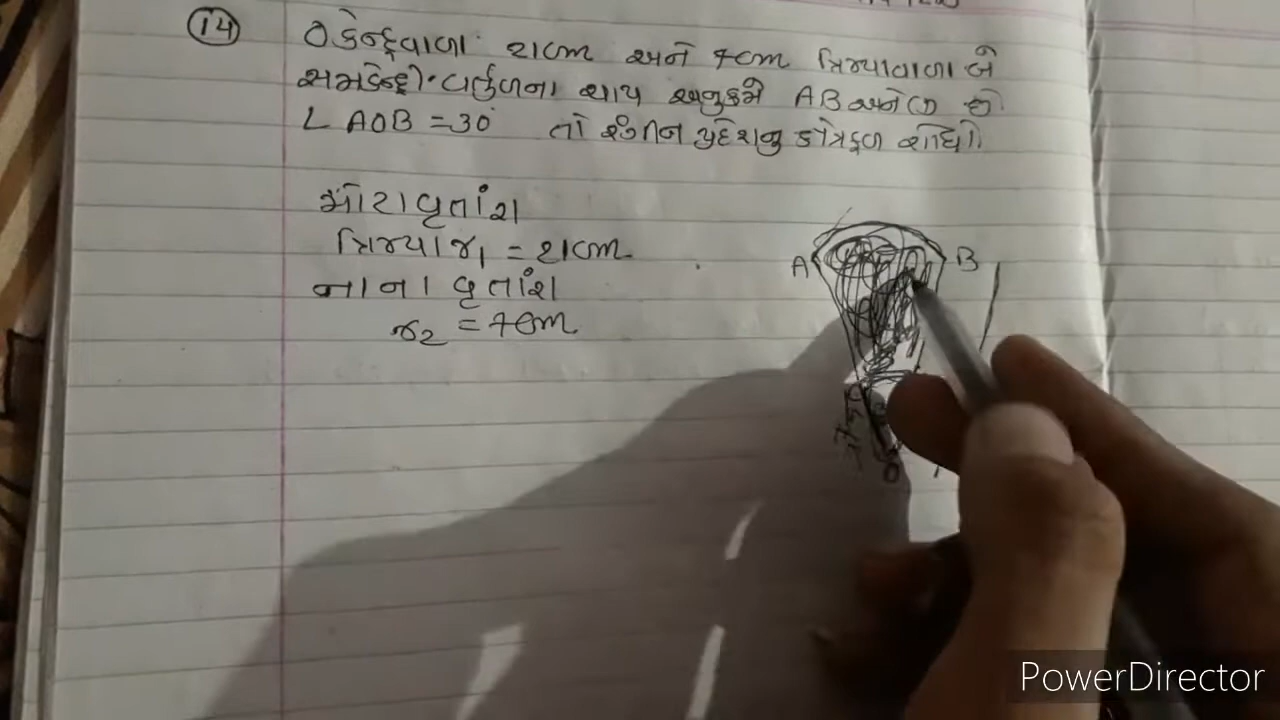 14 O કેન્દ્રવાળા 21cm અને 7cm ત્રિજ્યાવાળા બે
સમકેન્દ્રી વર્તુળના ચાપ અનુક્રમે AB અને CD છે
∠ AOB = 30° તો રંગીન પ્રદેશનું ક્ષેત્રફળ શોધો.
મોટા વૃતાંશ
ત્રિજ્યા r₁ = 21cm
નાના વૃતાંશ
r₂ = 7cm
A B
O
PowerDirector